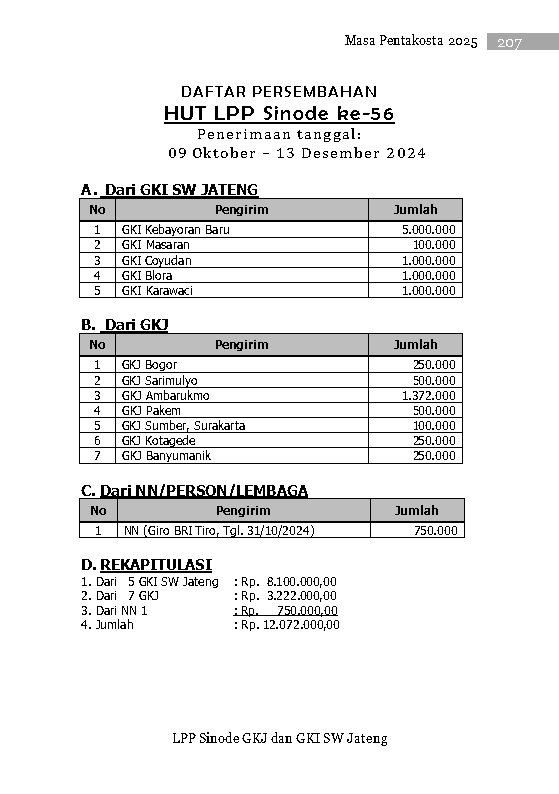 Masa Pentakosta 2025 207
DAFTAR PERSEMBAHAN
HUT LPP Sinode ke-56
Penerimaan tanggal:
09 Oktober – 13 Desember 2024
A. Dari GKI SW JATENG
No Pengirim Jumlah
1 GKI Kebayoran Baru 5.000.000
2 GKI Masaran 100.000
3 GKI Coyudan 1.000.000
4 GKI Blora 1.000.000
5 GKI Karawaci 1.000.000
B. Dari GKJ
No Pengirim Jumlah
1 GKJ Bogor 250.000
2 GKJ Sarimulyo 500.000
3 GKJ Ambarukmo 1.372.000
4 GKJ Pakem 500.000
5 GKJ Sumber, Surakarta 100.000
6 GKJ Kotagede 250.000
7 GKJ Banyumanik 250.000
C. Dari NN/PERSON/LEMBAGA
No Pengirim Jumlah
1 NN (Giro BRI Tiro, Tgl. 31/10/2024) 750.000
D. REKAPITULASI
1. Dari 5 GKI SW Jateng : Rp. 8.100.000,00
2. Dari 7 GKJ : Rp. 3.222.000,00
3. Dari NN 1 : Rp. 750.000,00
4. Jumlah : Rp. 12.072.000,00
LPP Sinode GKJ dan GKI SW Jateng